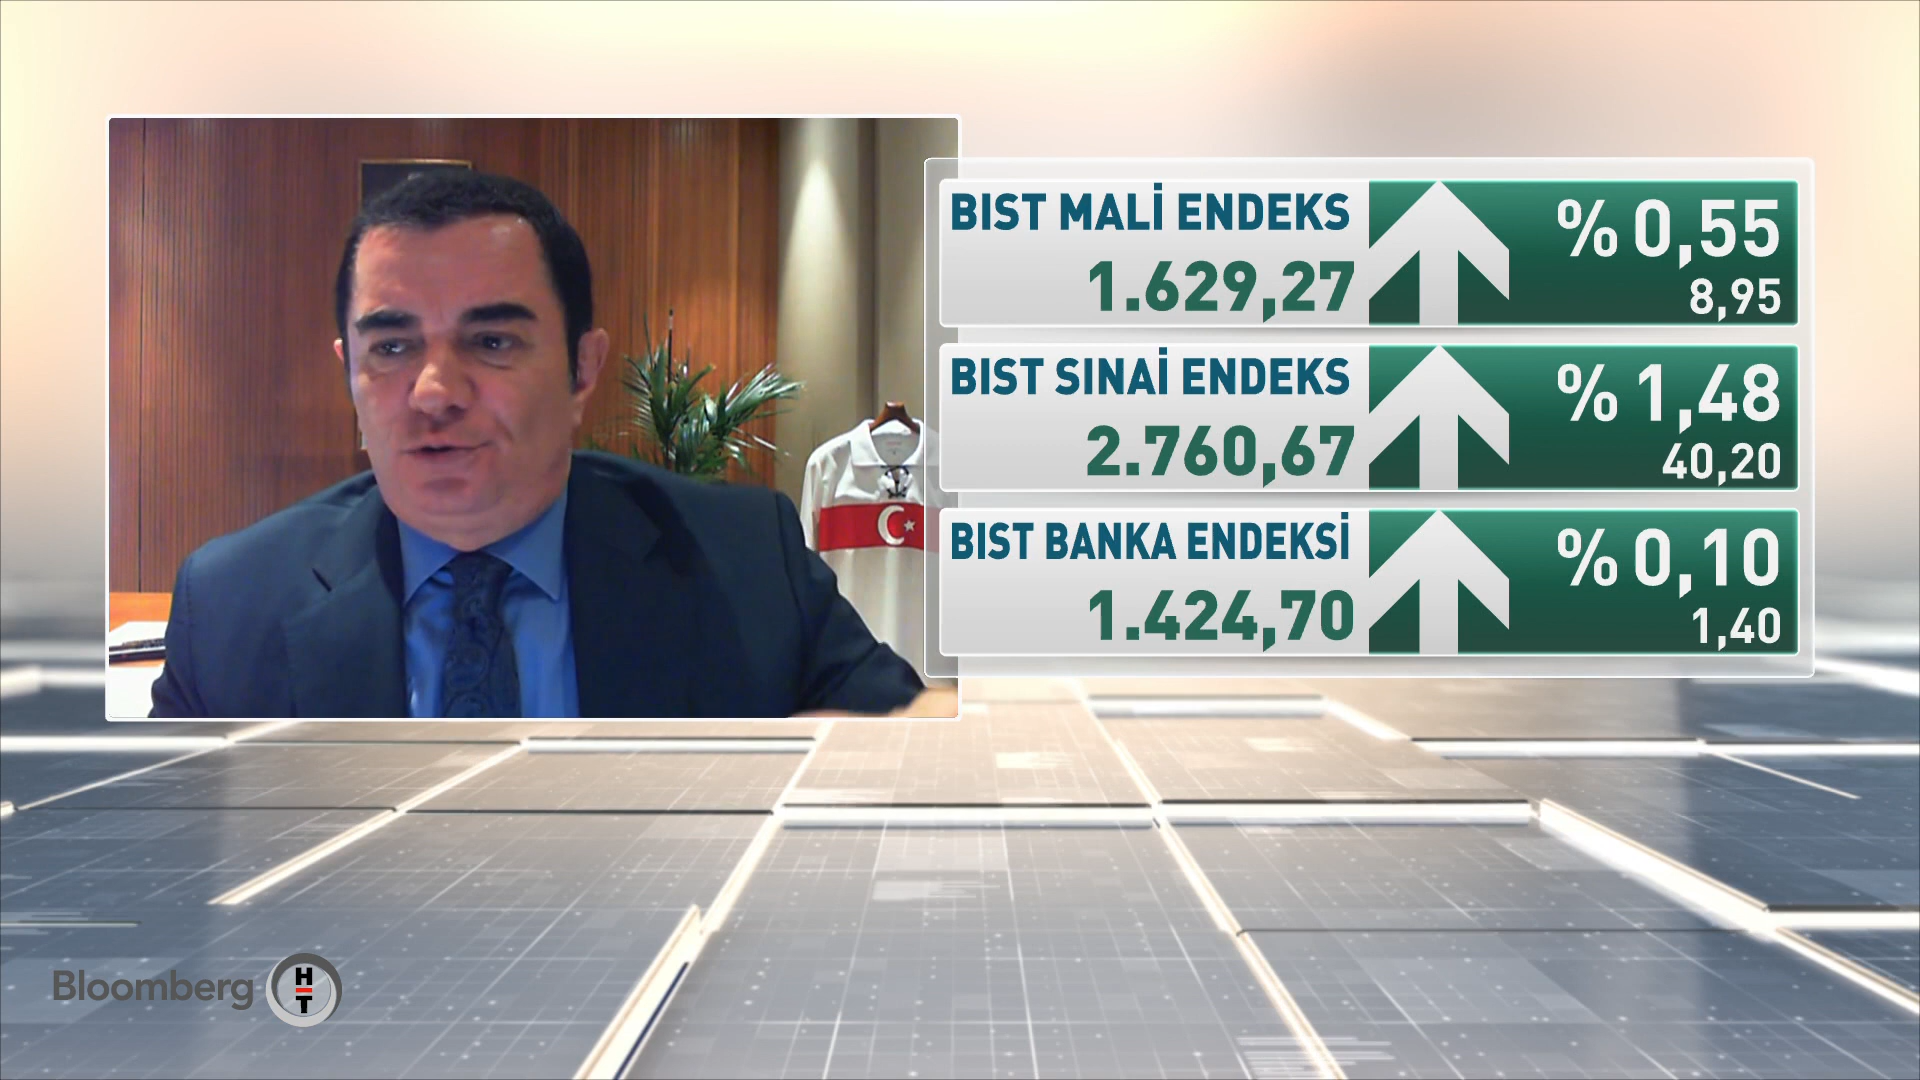 BIST MALİ ENDEKS
1.629,27
% 0,55
8,95
BIST SINAİ ENDEKS
2.760,67
% 1,48
40,20
BIST BANKA ENDEKSİ
1.424,70
% 0,10
1,40
Bloomberg HT